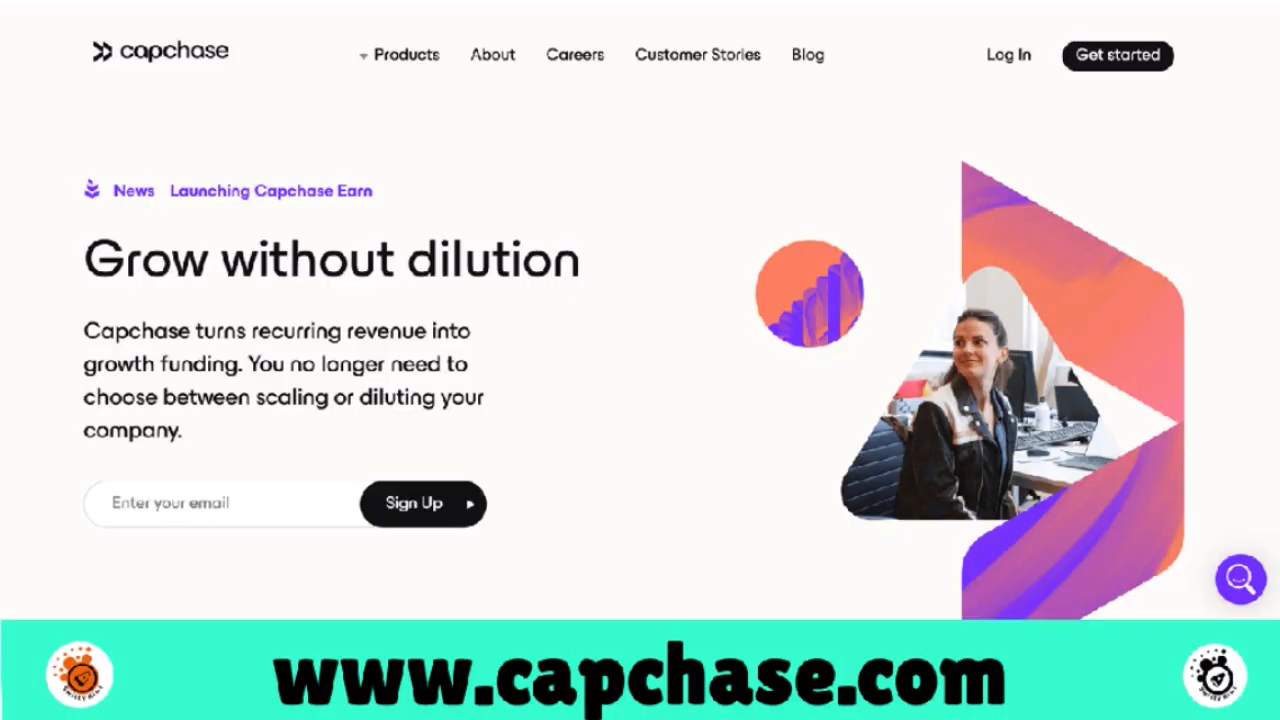 capchase
Products About Careers Customer Stories Blog Log In Get started
News Launching Capchase Earn
Grow without dilution
Capchase turns recurring revenue into
growth funding. You no longer need to
choose between scaling or diluting your
company.
Enter your email Sign Up
www.capchase.com